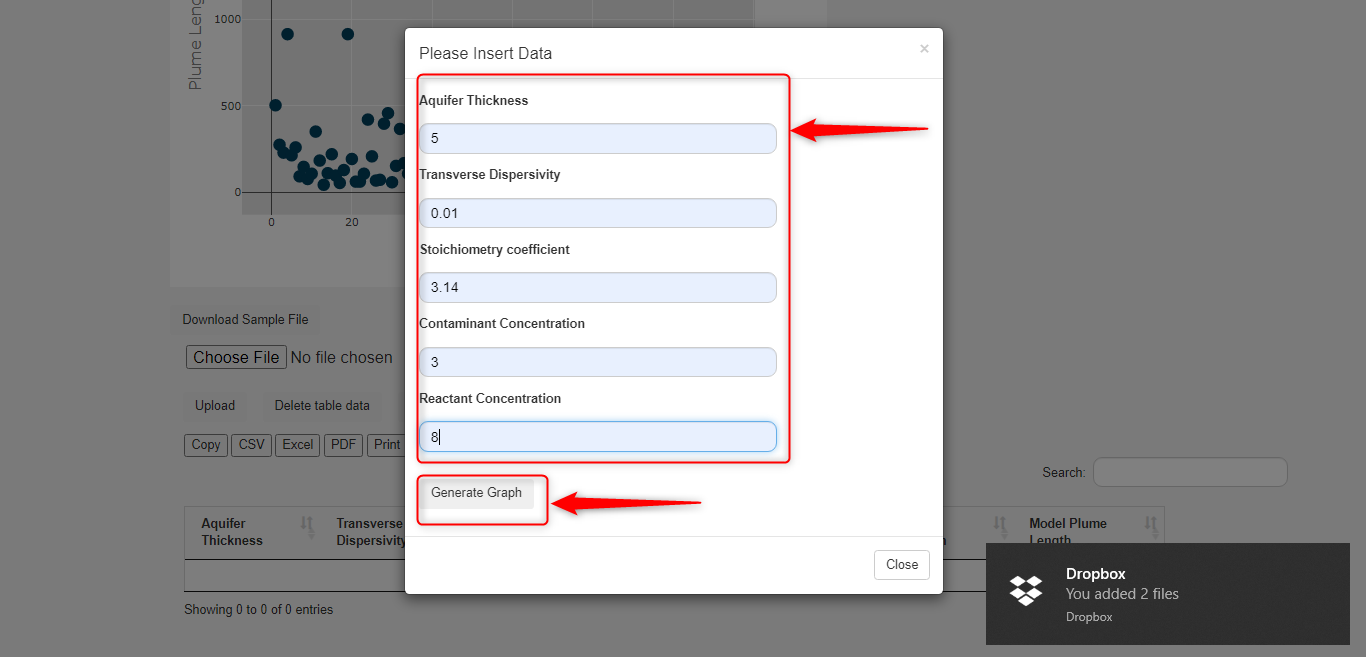 1000
Plume Leng
500
0
0
20
Please Insert Data
×
Aquifer Thickness
5
Transverse Dispersivity
0.01
Stoichiometry coefficient
3.14
Contaminant Concentration
3
Reactant Concentration
8
Generate Graph
Close
Download Sample File
Choose File No file chosen
Upload Delete table data
Copy CSV Excel PDF Print
Search:
Aquifer Thickness
Transverse Dispersivity
Model Plume Length
Showing 0 to 0 of 0 entries
Dropbox
You added 2 files
Dropbox